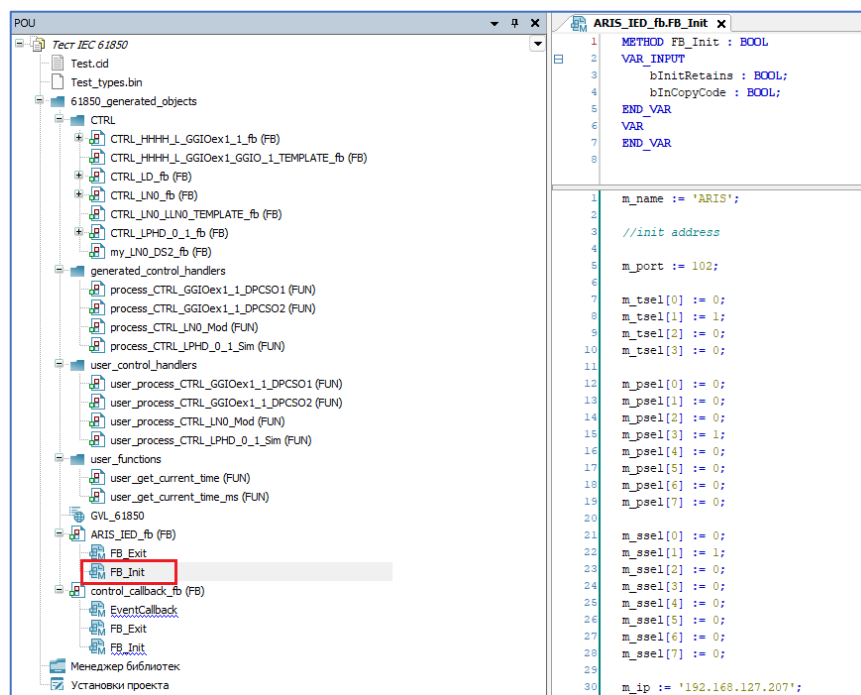 POU
Тест IEC 61850
Test.cid
Test_types.bin
61850_generated_objects
CTRL
CTRL_HHHH_L_GGIOex1_1_fb (FB)
CTRL_HHHH_L_GGIOex1_GGIO_1_TEMPLATE_fb (FB)
CTRL_LD_fb (FB)
CTRL_LN0_fb (FB)
CTRL_LN0_LLN0_TEMPLATE_fb (FB)
CTRL_LPHD_0_1_fb (FB)
my_LN0_DS2_fb (FB)
generated_control_handlers
process_CTRL_GGIOex1_1_DPCSO1 (FUN)
process_CTRL_GGIOex1_1_DPCSO2 (FUN)
process_CTRL_LN0_Mod (FUN)
process_CTRL_LPHD_0_1_Sim (FUN)
user_control_handlers
user_process_CTRL_GGIOex1_1_DPCSO1 (FUN)
user_process_CTRL_GGIOex1_1_DPCSO2 (FUN)
user_process_CTRL_LN0_Mod (FUN)
user_process_CTRL_LPHD_0_1_Sim (FUN)
user_functions
user_get_current_time (FUN)
user_get_current_time_ms (FUN)
GVL_61850
ARIS_IED_fb (FB)
FB_Exit
FB_Init
control_callback_fb (FB)
EventCallback
FB_Exit
FB_Init
Менеджер библиотек
Установки проекта
ARIS_IED_fb.FB_Init
1 METHOD FB_Init : BOOL
2 VAR_INPUT
3 bInitRetains : BOOL;
4 bInCopyCode : BOOL;
5 END_VAR
6 VAR
7 END_VAR
8
1 m_name := 'ARIS';
2
3 //init address
4
5 m_port := 102;
6
7 m_tsel[0] := 0;
8 m_tsel[1] := 1;
9 m_tsel[2] := 0;
10 m_tsel[3] := 0;
11
12 m_psel[0] := 0;
13 m_psel[1] := 0;
14 m_psel[2] := 0;
15 m_psel[3] := 1;
16 m_psel[4] := 0;
17 m_psel[5] := 0;
18 m_psel[6] := 0;
19 m_psel[7] := 0;
20
21 m_ssel[0] := 0;
22 m_ssel[1] := 1;
23 m_ssel[2] := 0;
24 m_ssel[3] := 0;
25 m_ssel[4] := 0;
26 m_ssel[5] := 0;
27 m_ssel[6] := 0;
28 m_ssel[7] := 0;
29
30 m_ip := '192.168.127.207';